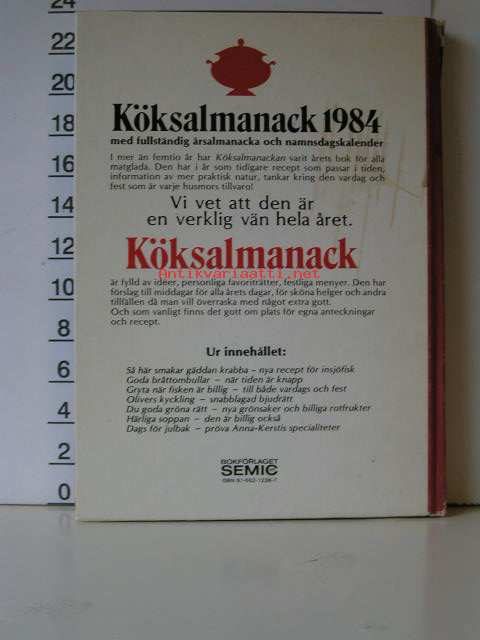 24
22
20
18
16
14
12
10
8
6
4
2
0
Köksalmanack 1984
med fullständig årsalmanacka och namnsdagskalender
I mer än femtio år har Köksalmanackan varit årets bok för alla
matglada. Den har i år som tidigare recept som passar i tiden,
information av mer praktisk natur, tankar kring den vardag och
fest som är varje husmors tillvaro!
Vi vet att den är
en verklig vän hela året.
Köksalmanack
Antikvariaatti.net
är fylld av idéer, personliga favoriträtter, festliga menyer. Den har
förslag till middagar för alla årets dagar, för sköna helger och andra
tillfällen då man vill överraska med något extra gott.
Och som vanligt finns det gott om plats för egna anteckningar
och recept.
Ur innehållet:
Så här smakar gäddan krabba – nya recept för insjöfisk
Goda bråttombullar – när tiden är knapp
Gryta när fisken är billig – till både vardags och fest
Olivers kyckling – snabblagad bjudrätt
Du goda gröna rätt – nya grönsaker och billiga rotfrukter
Härliga soppan – den är billig också
Dags för julbak – pröva Anna-Kerstis specialiteter
BOKFÖRLAGET
SEMIC
ISBN 91-552-1236-7